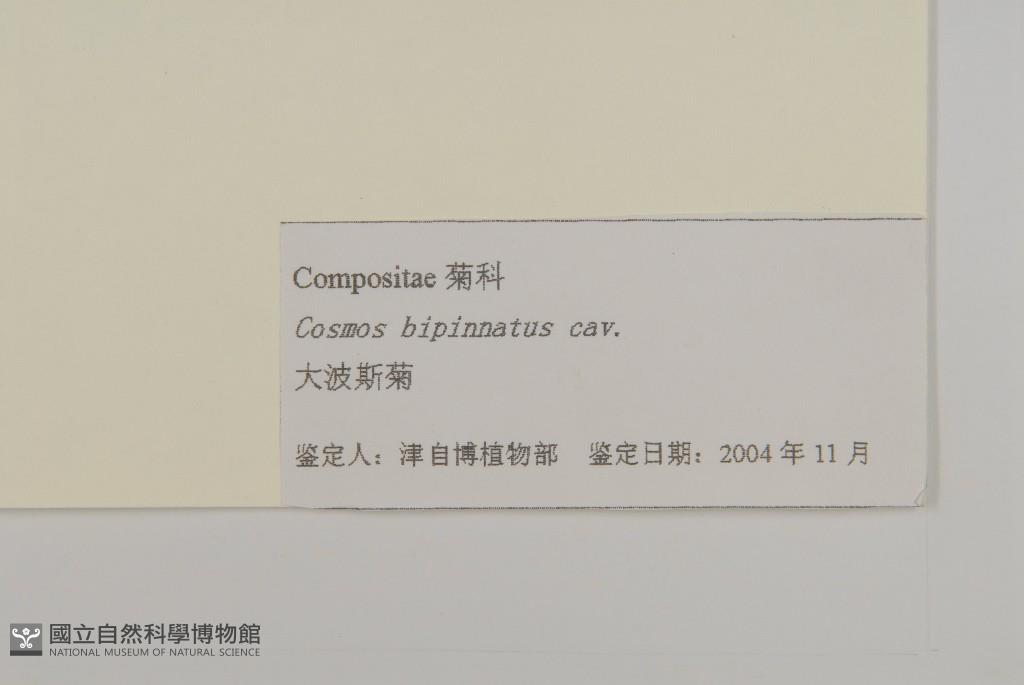 Compositae 菊科
Cosmos bipinnatus cav.
大波斯菊
鉴定人：津自博植物部 鉴定日期：2004 年 11 月
國立自然科學博物館
NATIONAL MUSEUM OF NATURAL SCIENCE